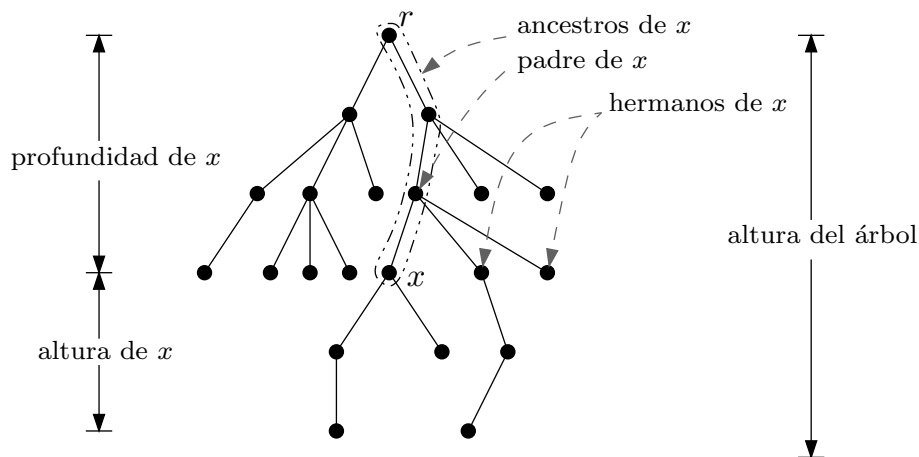 r
ancestros de x
padre de x
hermanos de x
profundidad de x
altura del árbol
x
altura de x